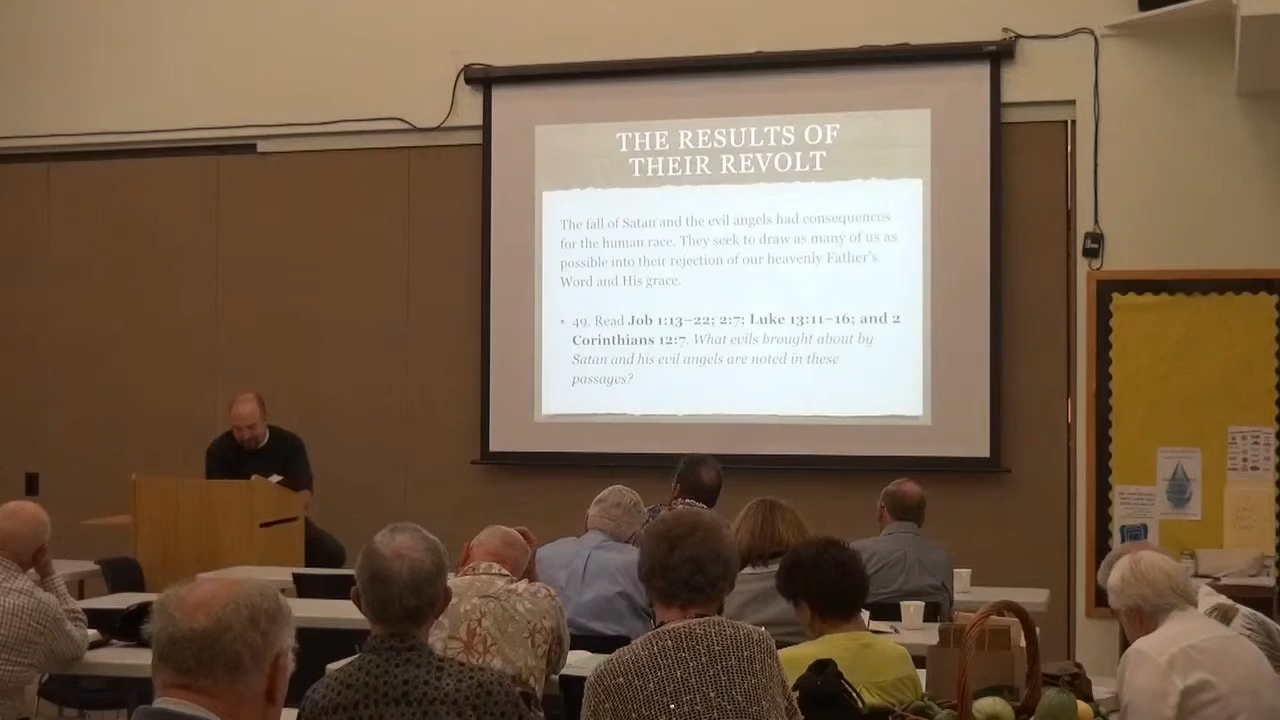 THE RESULTS OF
THEIR REVOLT
The fall of Satan and the evil angels had consequences
for the human race. They seek to draw as many of us as
possible into their rejection of our heavenly Father's
Word and His grace.
• 49. Read Job 1:13–22; 2:7; Luke 13:11–16; and 2
Corinthians 12:7. What evils brought about by
Satan and his evil angels are noted in these
passages?